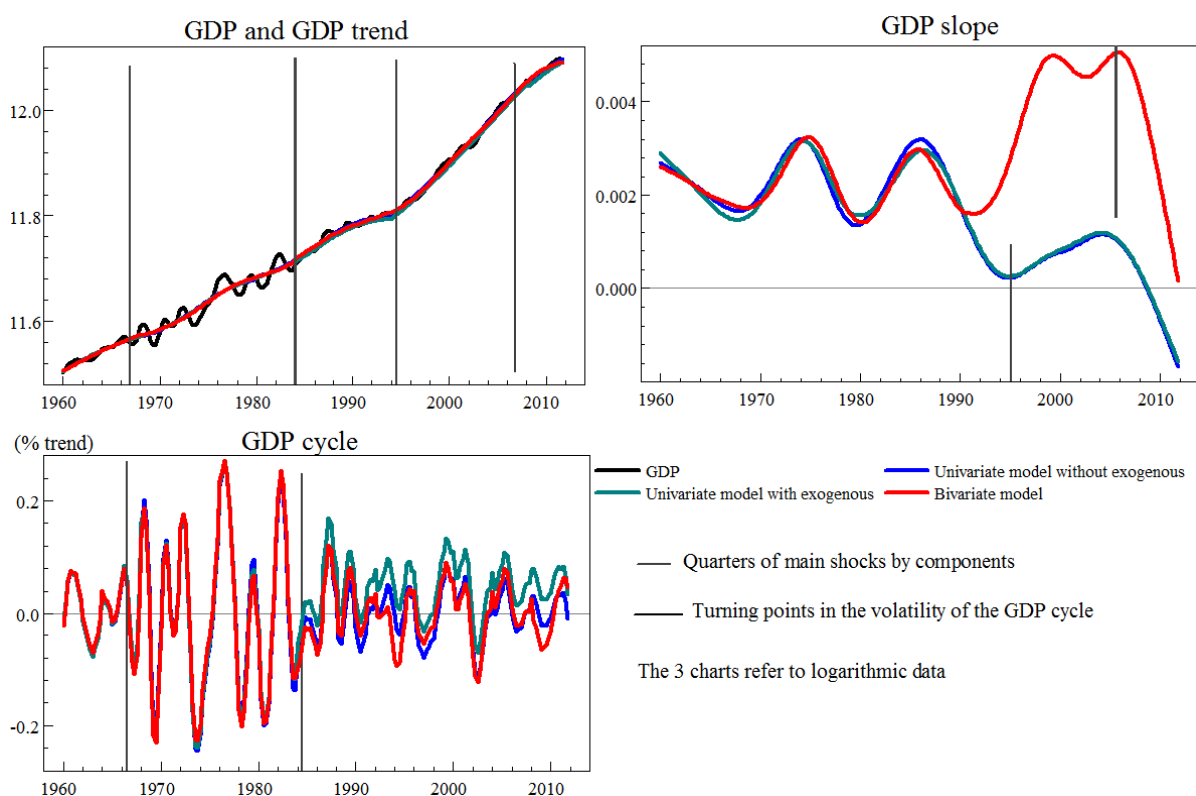 GDP and GDP trend
12.0
11.8
11.6
1960 1970 1980 1990 2000 2010
GDP slope
0.004
0.002
0.000
1960 1970 1980 1990 2000 2010
(% trend)
GDP cycle
0.2
0.0
-0.2
1960 1970 1980 1990 2000 2010
GDP
Univariate model without exogenous
Univariate model with exogenous
Bivariate model
Quarters of main shocks by components
Turning points in the volatility of the GDP cycle
The 3 charts refer to logarithmic data